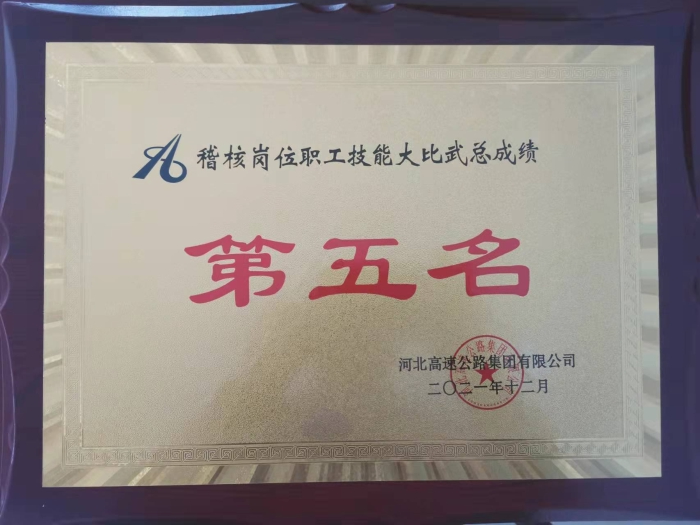 稽核岗位职工技能大比武总成绩
第五名
河北高速公路集团有限公司
二〇二一年十二月